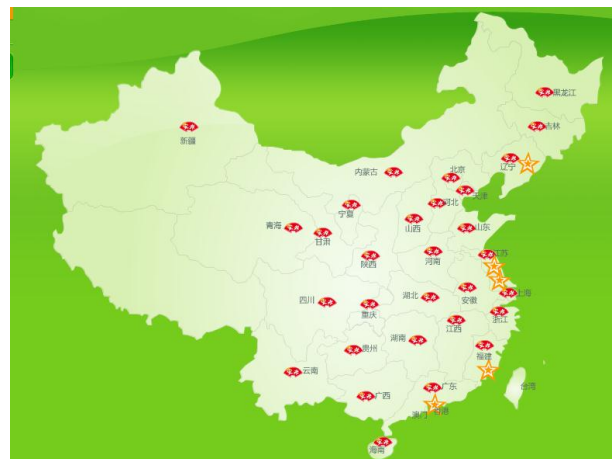 黑龙江
吉林
新疆
辽宁
北京
内蒙古
天津
河北
宁夏
山西
青海
山东
甘肃
河南
江苏
陕西
安徽
上海
湖北
四川
重庆
浙江
江西
湖南
贵州
福建
云南
广东
台湾
广西
香港
澳门
海南